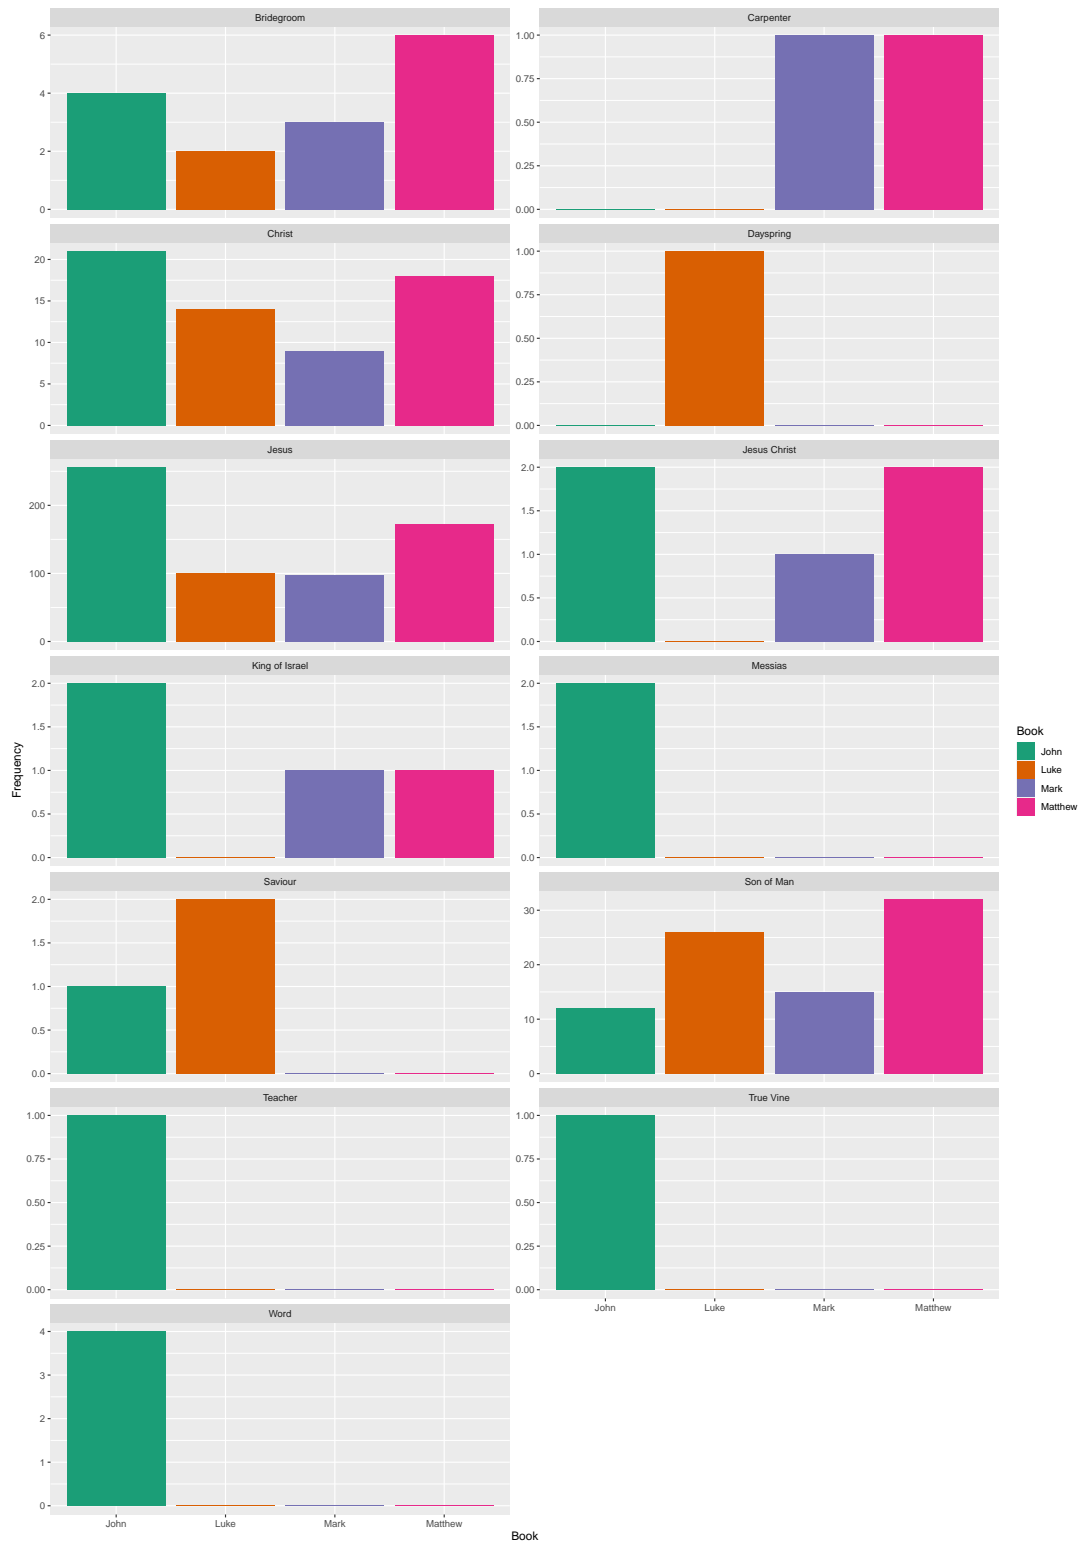 Bridegroom
6
4
2
0
Carpenter
1.00
0.75
0.50
0.25
0.00
Christ
20
15
10
5
0
Dayspring
1.00
0.75
0.50
0.25
0.00
Jesus
200
100
0
Jesus Christ
2.0
1.5
1.0
0.5
0.0
King of Israel
2.0
1.5
1.0
0.5
0.0
Messias
2.0
1.5
1.0
0.5
0.0
Saviour
2.0
1.5
1.0
0.5
0.0
Son of Man
30
20
10
0
Teacher
1.00
0.75
0.50
0.25
0.00
True Vine
1.00
0.75
0.50
0.25
0.00
John Luke Mark Matthew
Word
4
3
2
1
0
John Luke Mark Matthew
Book
Frequency
Book
John
Luke
Mark
Matthew